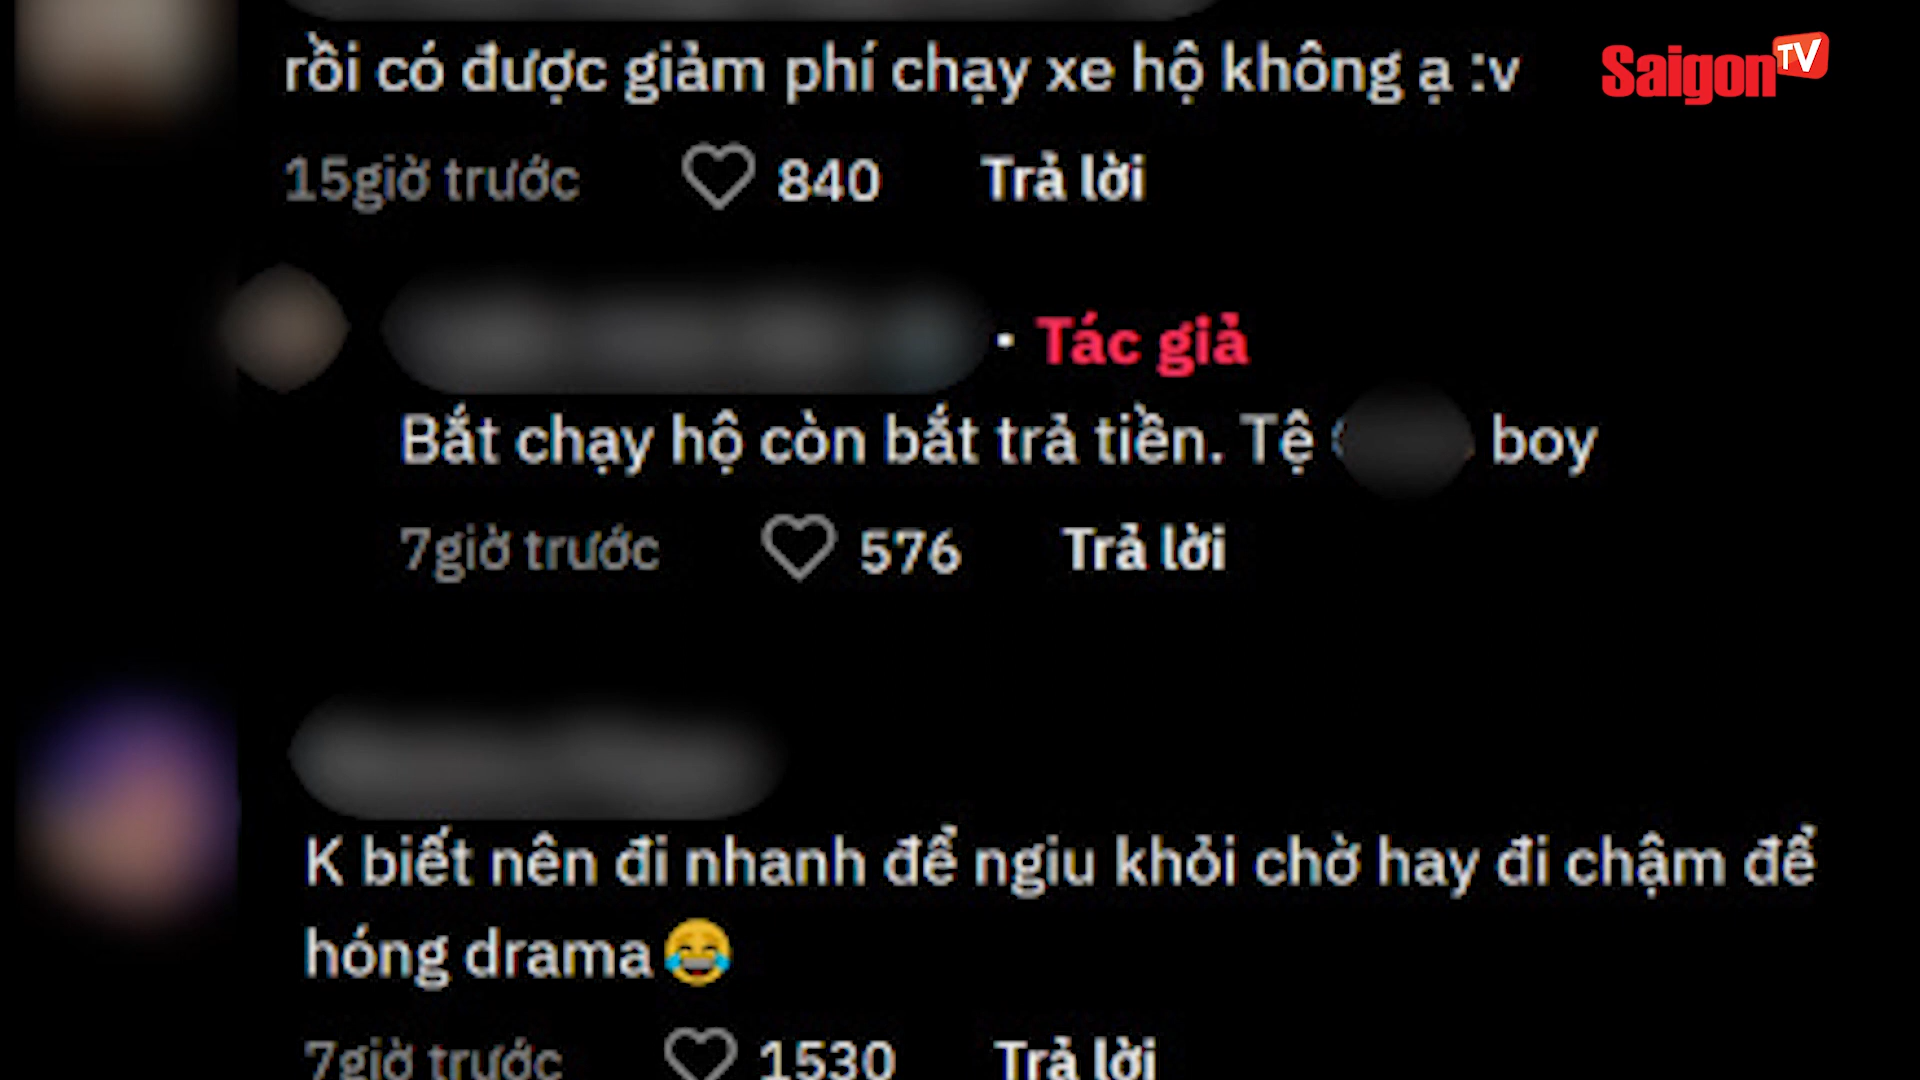 rồi có được giảm phí chạy xe hộ không ạ :v
Saigon TV
15giờ trước 840 Trả lời
· Tác giả
Bắt chạy hộ còn bắt trả tiền. Tệ boy
7giờ trước 576 Trả lời
K biết nên đi nhanh để ngiu khỏi chờ hay đi chậm để
hóng drama😂
7giờ trước 1530 Trả lời